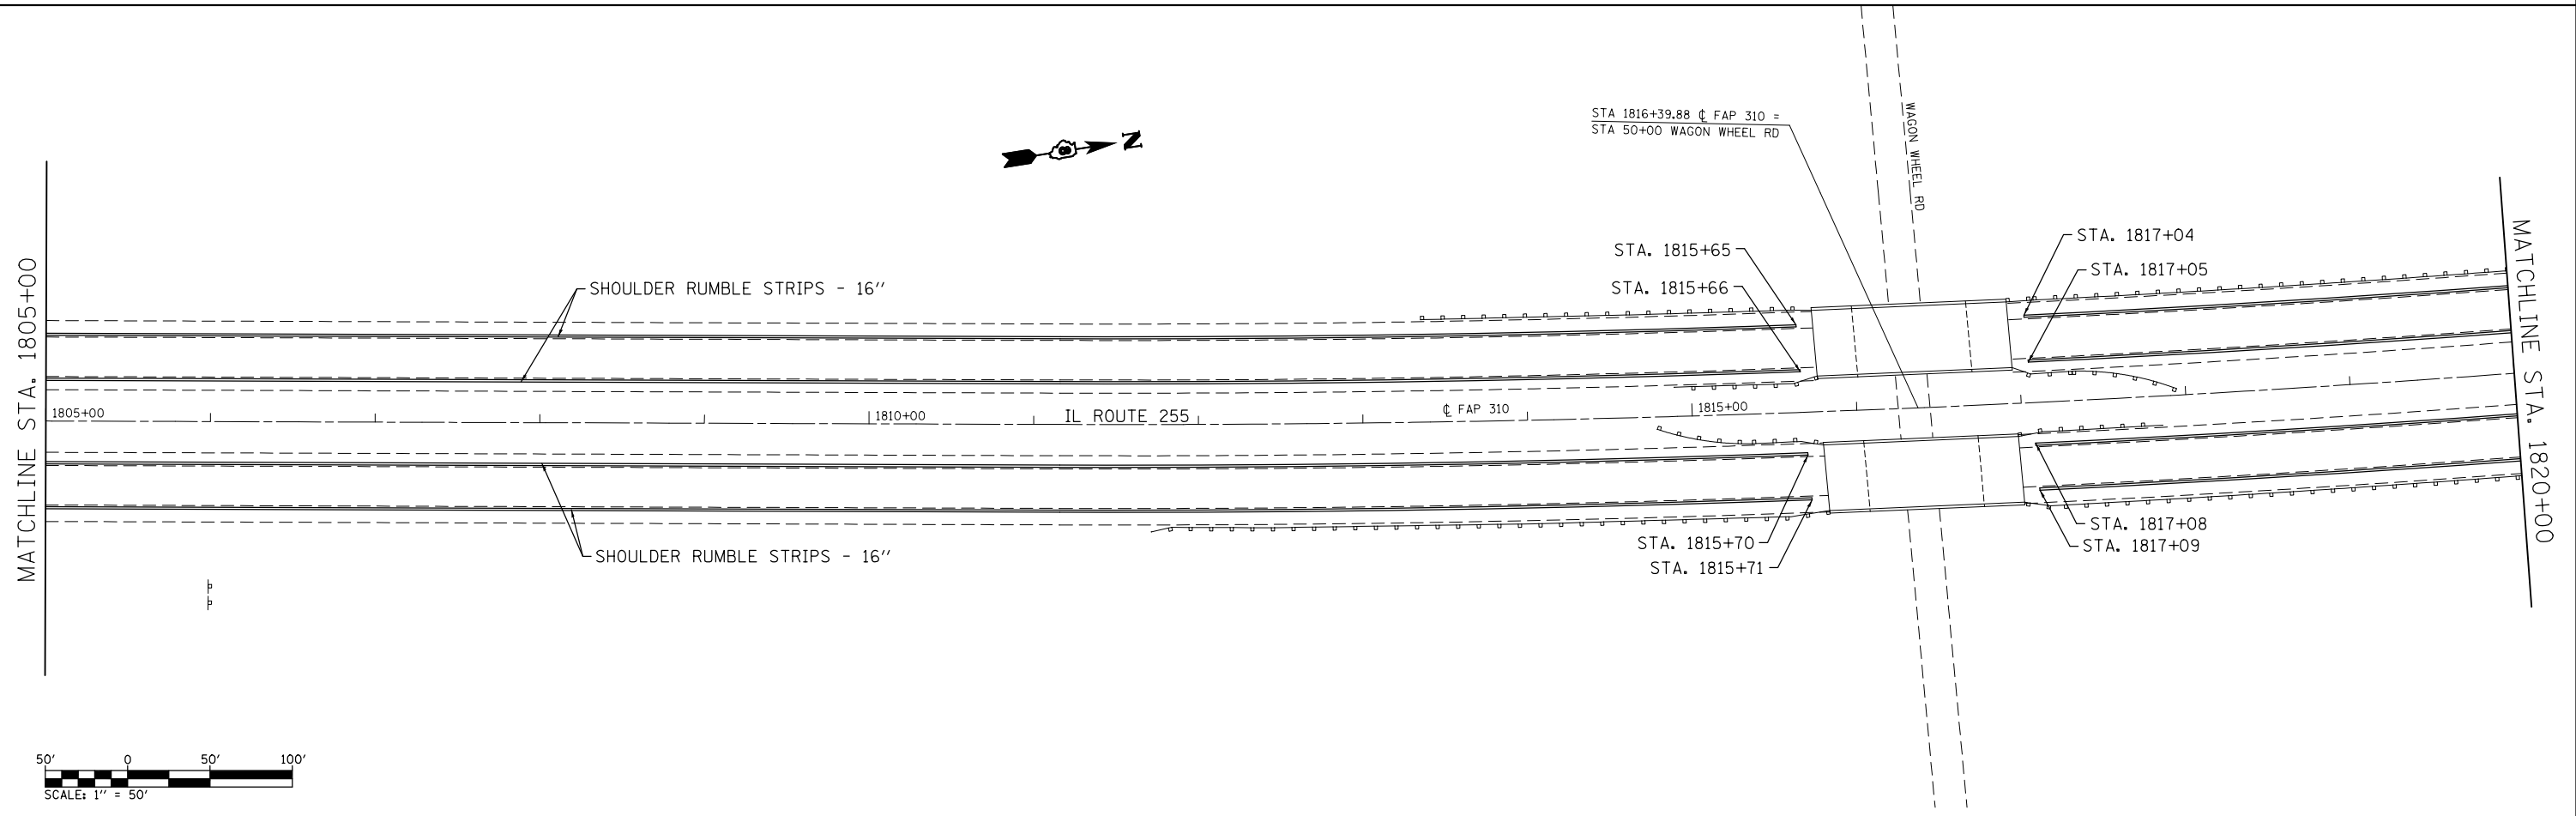 STA 1816+39.88 ℄ FAP 310 =
STA 50+00 WAGON WHEEL RD
WAGON WHEEL RD
N
STA. 1815+65
STA. 1815+66
STA. 1817+04
STA. 1817+05
MATCHLINE STA. 1805+00
SHOULDER RUMBLE STRIPS - 16"
1805+00
1810+00
IL ROUTE 255
℄ FAP 310
1815+00
MATCHLINE STA. 1820+00
SHOULDER RUMBLE STRIPS - 16"
STA. 1815+70
STA. 1815+71
STA. 1817+08
STA. 1817+09
50' 0 50' 100'
SCALE: 1" = 50'